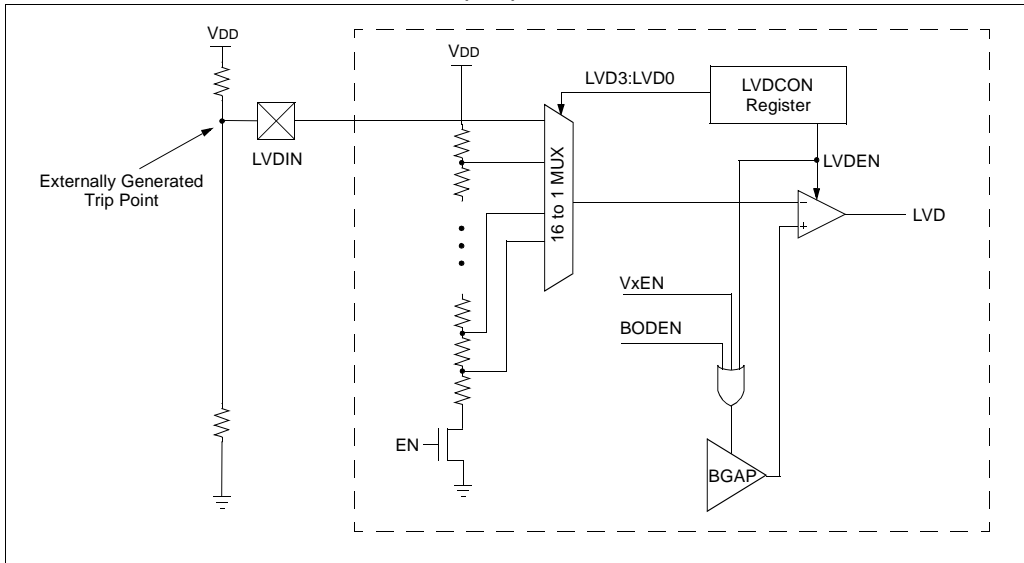 VDD
VDD
LVD3:LVD0
LVDCON
Register
LVDIN
LVDEN
Externally Generated
Trip Point
16 to 1 MUX
LVD
VxEN
BODEN
EN
BGAP